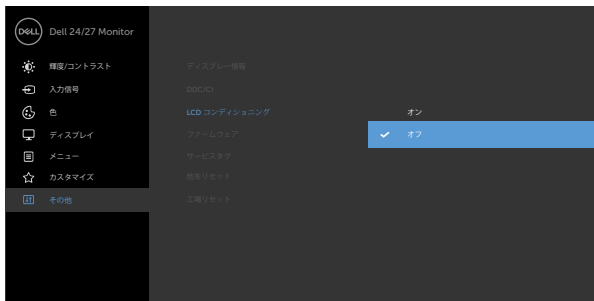 DELL Dell 24/27 Monitor
輝度/コントラスト
ディスプレー情報
入力信号
DDC/CI
色
LCD コンディショニング
オン
ディスプレイ
ファームウェア
オフ
メニュー
サービスタグ
カスタマイズ
他をリセット
その他
工場リセット